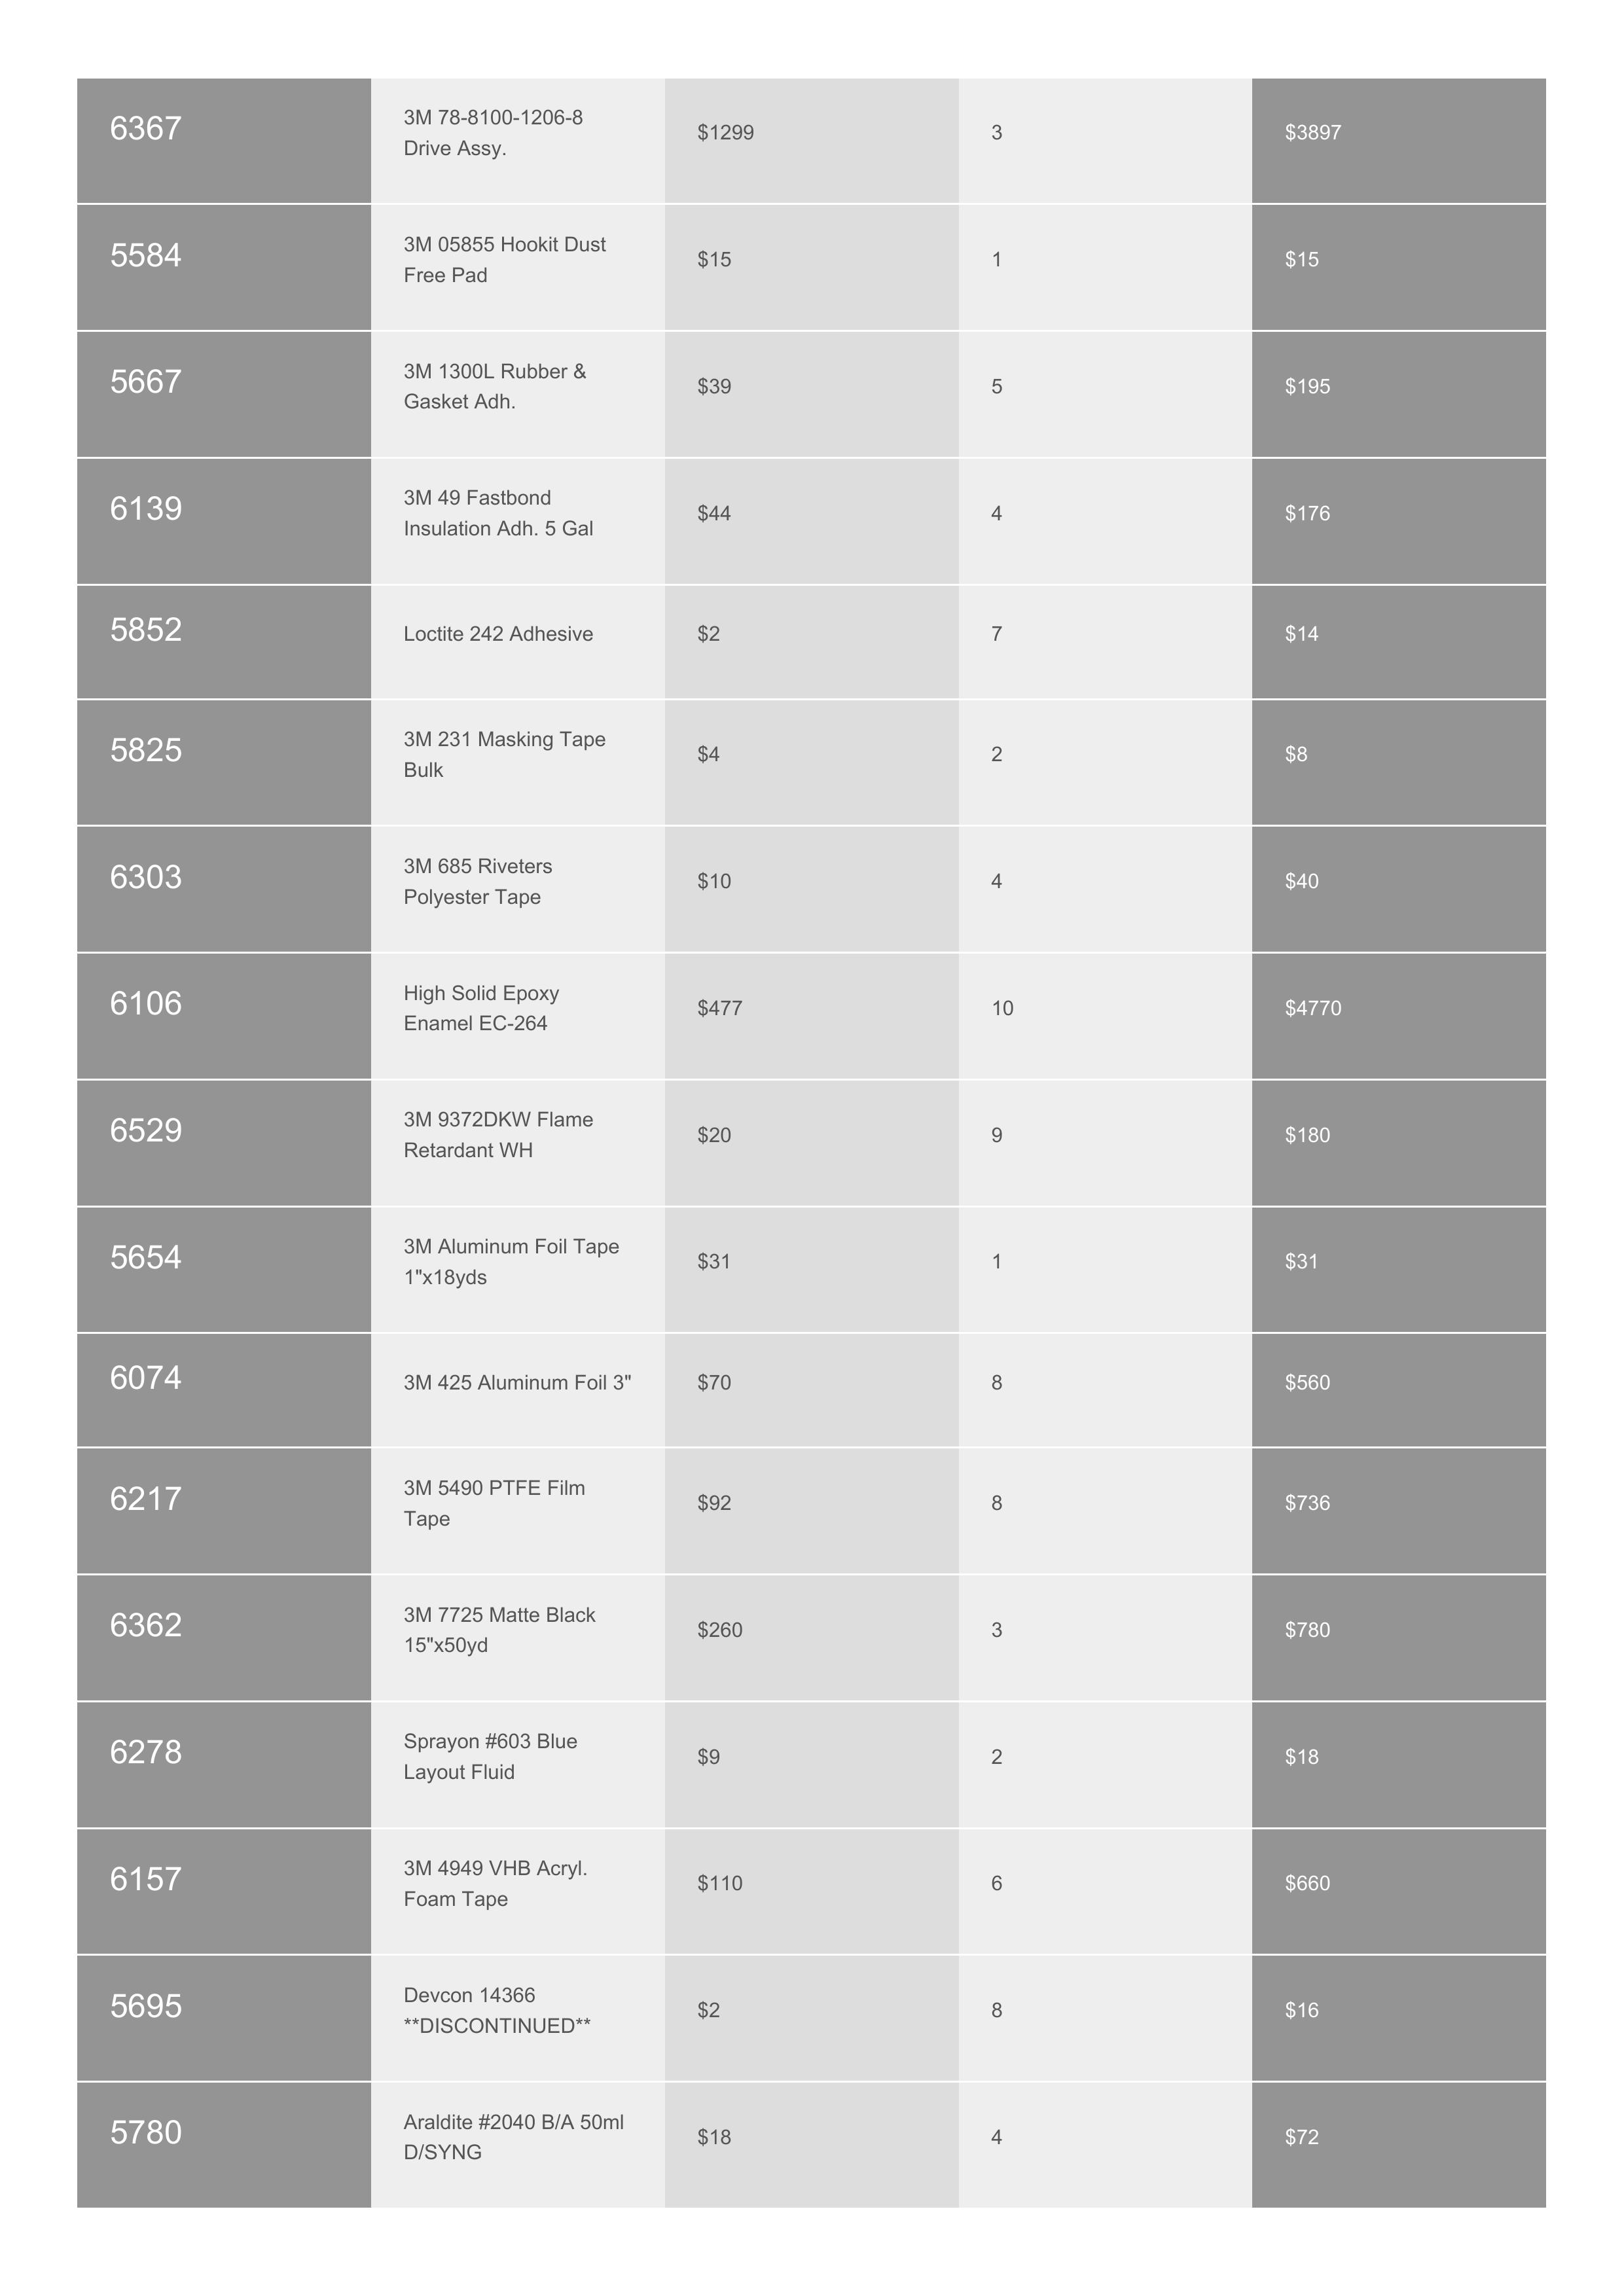 6367 3M 78-8100-1206-8 Drive Assy. $1299 3 $3897
5584 3M 05855 Hookit Dust Free Pad $15 1 $15
5667 3M 1300L Rubber & Gasket Adh. $39 5 $195
6139 3M 49 Fastbond Insulation Adh. 5 Gal $44 4 $176
5852 Loctite 242 Adhesive $2 7 $14
5825 3M 231 Masking Tape Bulk $4 2 $8
6303 3M 685 Riveters Polyester Tape $10 4 $40
6106 High Solid Epoxy Enamel EC-264 $477 10 $4770
6529 3M 9372DKW Flame Retardant WH $20 9 $180
5654 3M Aluminum Foil Tape 1"x18yds $31 1 $31
6074 3M 425 Aluminum Foil 3" $70 8 $560
6217 3M 5490 PTFE Film Tape $92 8 $736
6362 3M 7725 Matte Black 15"x50yd $260 3 $780
6278 Sprayon #603 Blue Layout Fluid $9 2 $18
6157 3M 4949 VHB Acryl. Foam Tape $110 6 $660
5695 Devcon 14366 **DISCONTINUED** $2 8 $16
5780 Araldite #2040 B/A 50ml D/SYNG $18 4 $72